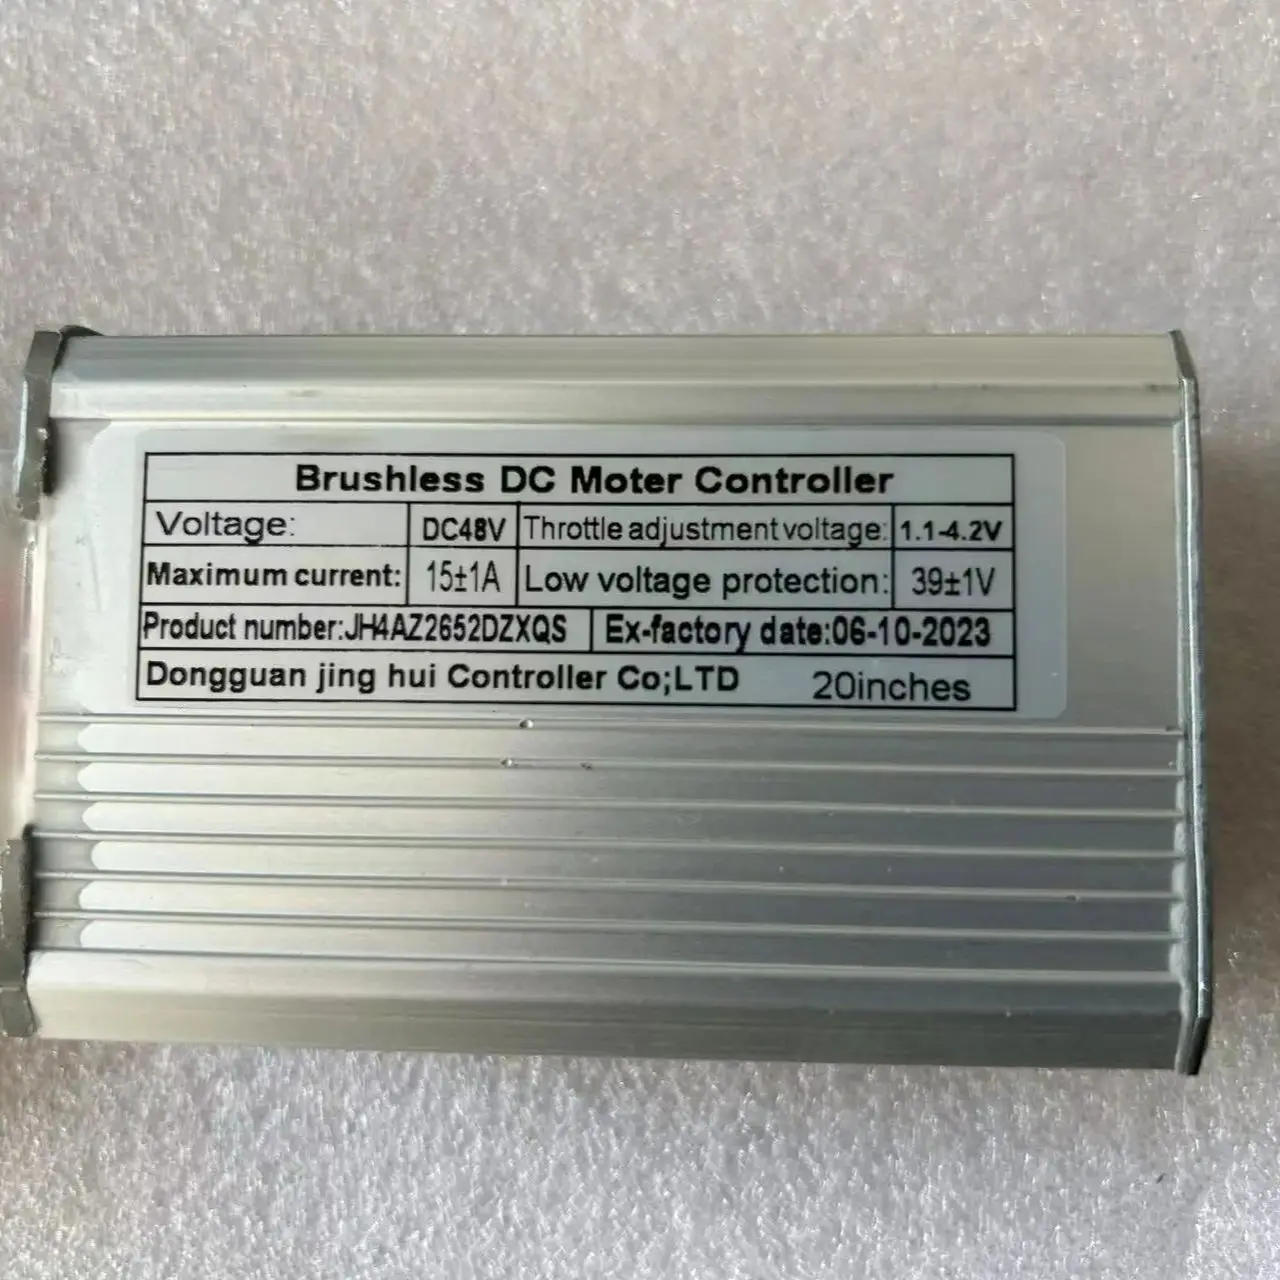 Brushless DC Moter Controller
Voltage: DC48V Throttle adjustment voltage: 1.1-4.2V
Maximum current: 15±1A Low voltage protection: 39±1V
Product number:JH4AZ2652DZXQS Ex-factory date:06-10-2023
Dongguan jing hui Controller Co;LTD 20inches